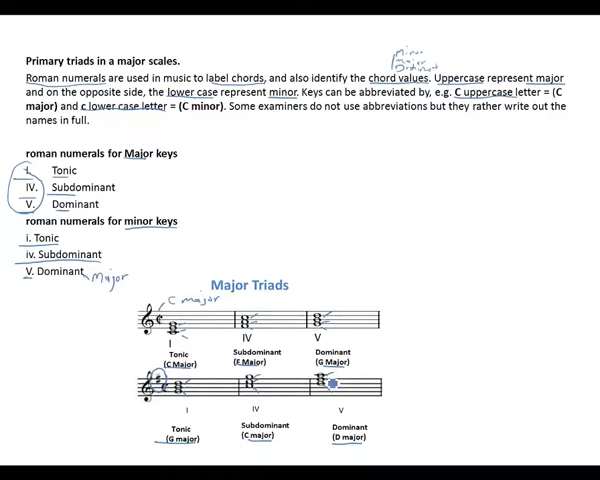 Minor
major
Primary triads in a major scales.
Roman numerals are used in music to label chords, and also identify the chord values. Uppercase represent major
and on the opposite side, the lower case represent minor. Keys can be abbreviated by, e.g. C uppercase letter = (C
major) and c lower case letter = (C minor). Some examiners do not use abbreviations but they rather write out the
names in full.
roman numerals for Major keys
I. Tonic
IV. Subdominant
V. Dominant
roman numerals for minor keys
i. Tonic
iv. Subdominant
V. Dominant Major
Major Triads
C major
I IV V
Tonic Subdominant Dominant
(C Major) (F Major) (G Major)
I IV V
Tonic Subdominant Dominant
(G major) (C major) (D major)